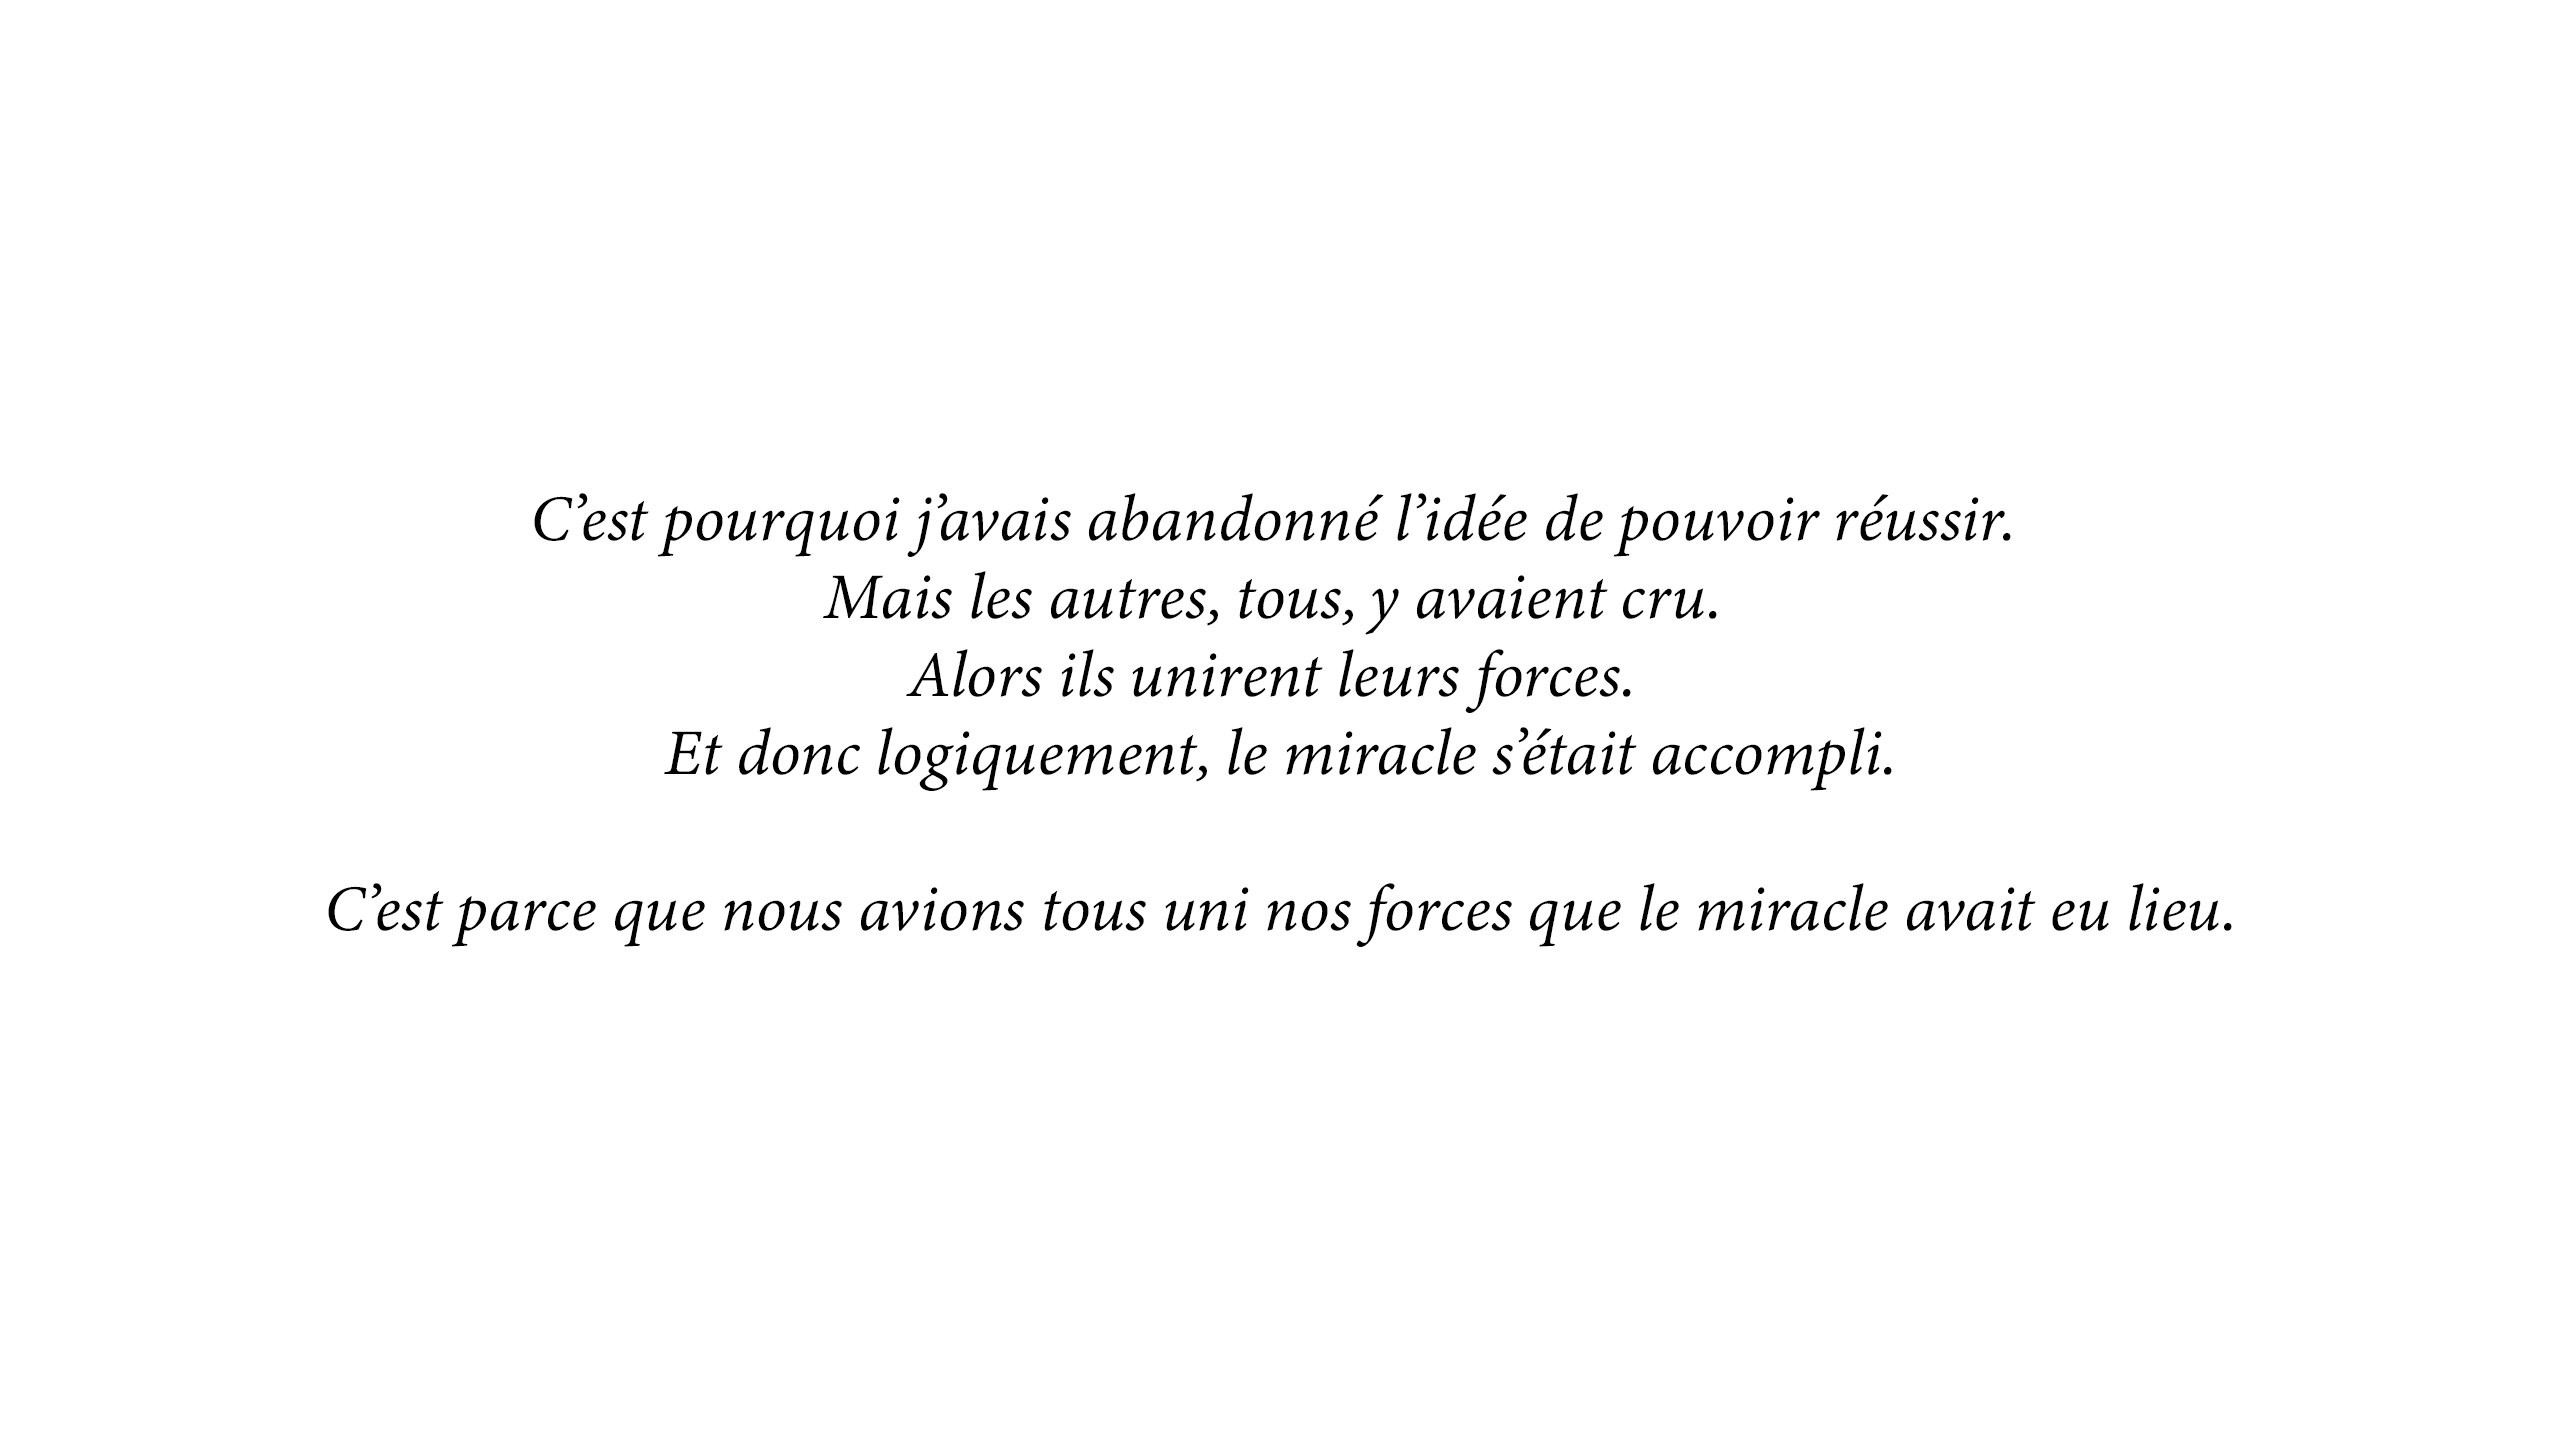 C’est pourquoi j’avais abandonné l’idée de pouvoir réussir.
Mais les autres, tous, y avaient cru.
Alors ils unirent leurs forces.
Et donc logiquement, le miracle s’était accompli.
C’est parce que nous avions tous uni nos forces que le miracle avait eu lieu.